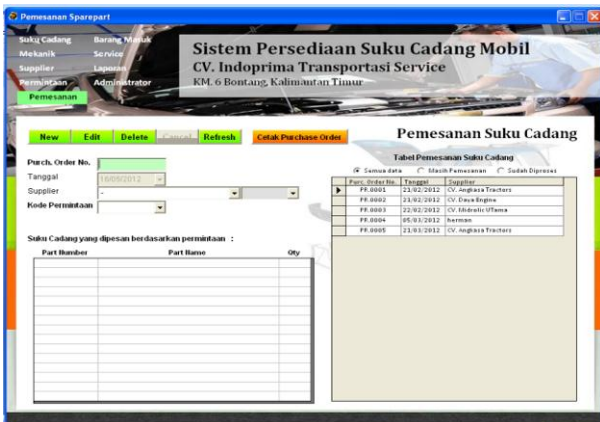 Pemesanan Sparepart
Suku Cadang Barang Masuk
Mekanik Service
Supplier Laporan
Permintaan Administrator
Pemesanan
Sistem Persediaan Suku Cadang Mobil
CV. Indoprima Transportasi Service
KM. 6 Bontang, Kalimantan Timur
New Edit Delete Cancel Refresh Cetak Purchase Order
Pemesanan Suku Cadang
Purch. Order No.
Tanggal 16/09/2012
Supplier -
Kode Permintaan
Suku Cadang yang dipesan berdasarkan permintaan :
Part Number Part Name Qty
Tabel Pemesanan Suku Cadang
Semua data Masih Pemesanan Sudah Diproses
Purc. Order No. Tanggal Supplier
PR.0001 21/02/2012 CV. Angkasa Tractors
PR.0002 21/02/2012 CV. Daya Engine
PR.0003 22/02/2012 CV. Hidrolic UTama
PR.0004 05/03/2012 herman
PR.0005 21/03/2012 CV. Angkasa Tractors